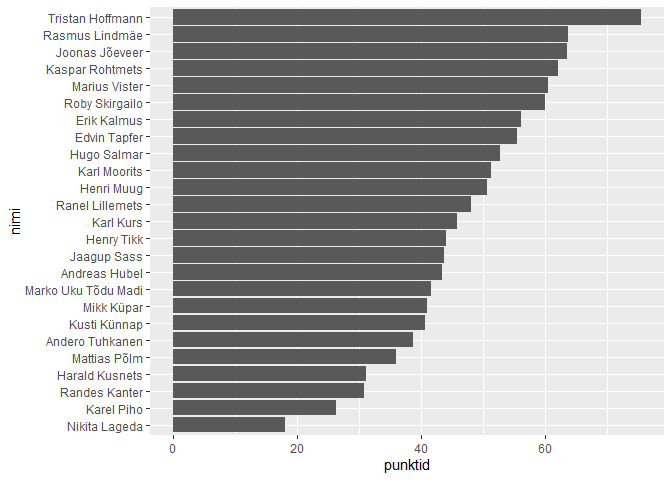 Tristan Hoffmann
Rasmus Lindmäe
Joonas Jõeveer
Kaspar Rohtmets
Marius Vister
Roby Skirgailo
Erik Kalmus
Edvin Tapfer
Hugo Salmar
Karl Moorits
Henri Muug
Ranel Lillemets
Karl Kurs
Henry Tikk
Jaagup Sass
Andreas Hubel
Marko Uku Tõdu Madi
Mikk Küpar
Kusti Künnap
Andero Tuhkanen
Mattias Põlm
Harald Kusnets
Randes Kanter
Karel Piho
Nikita Lageda
nimi
0 20 40 60
punktid